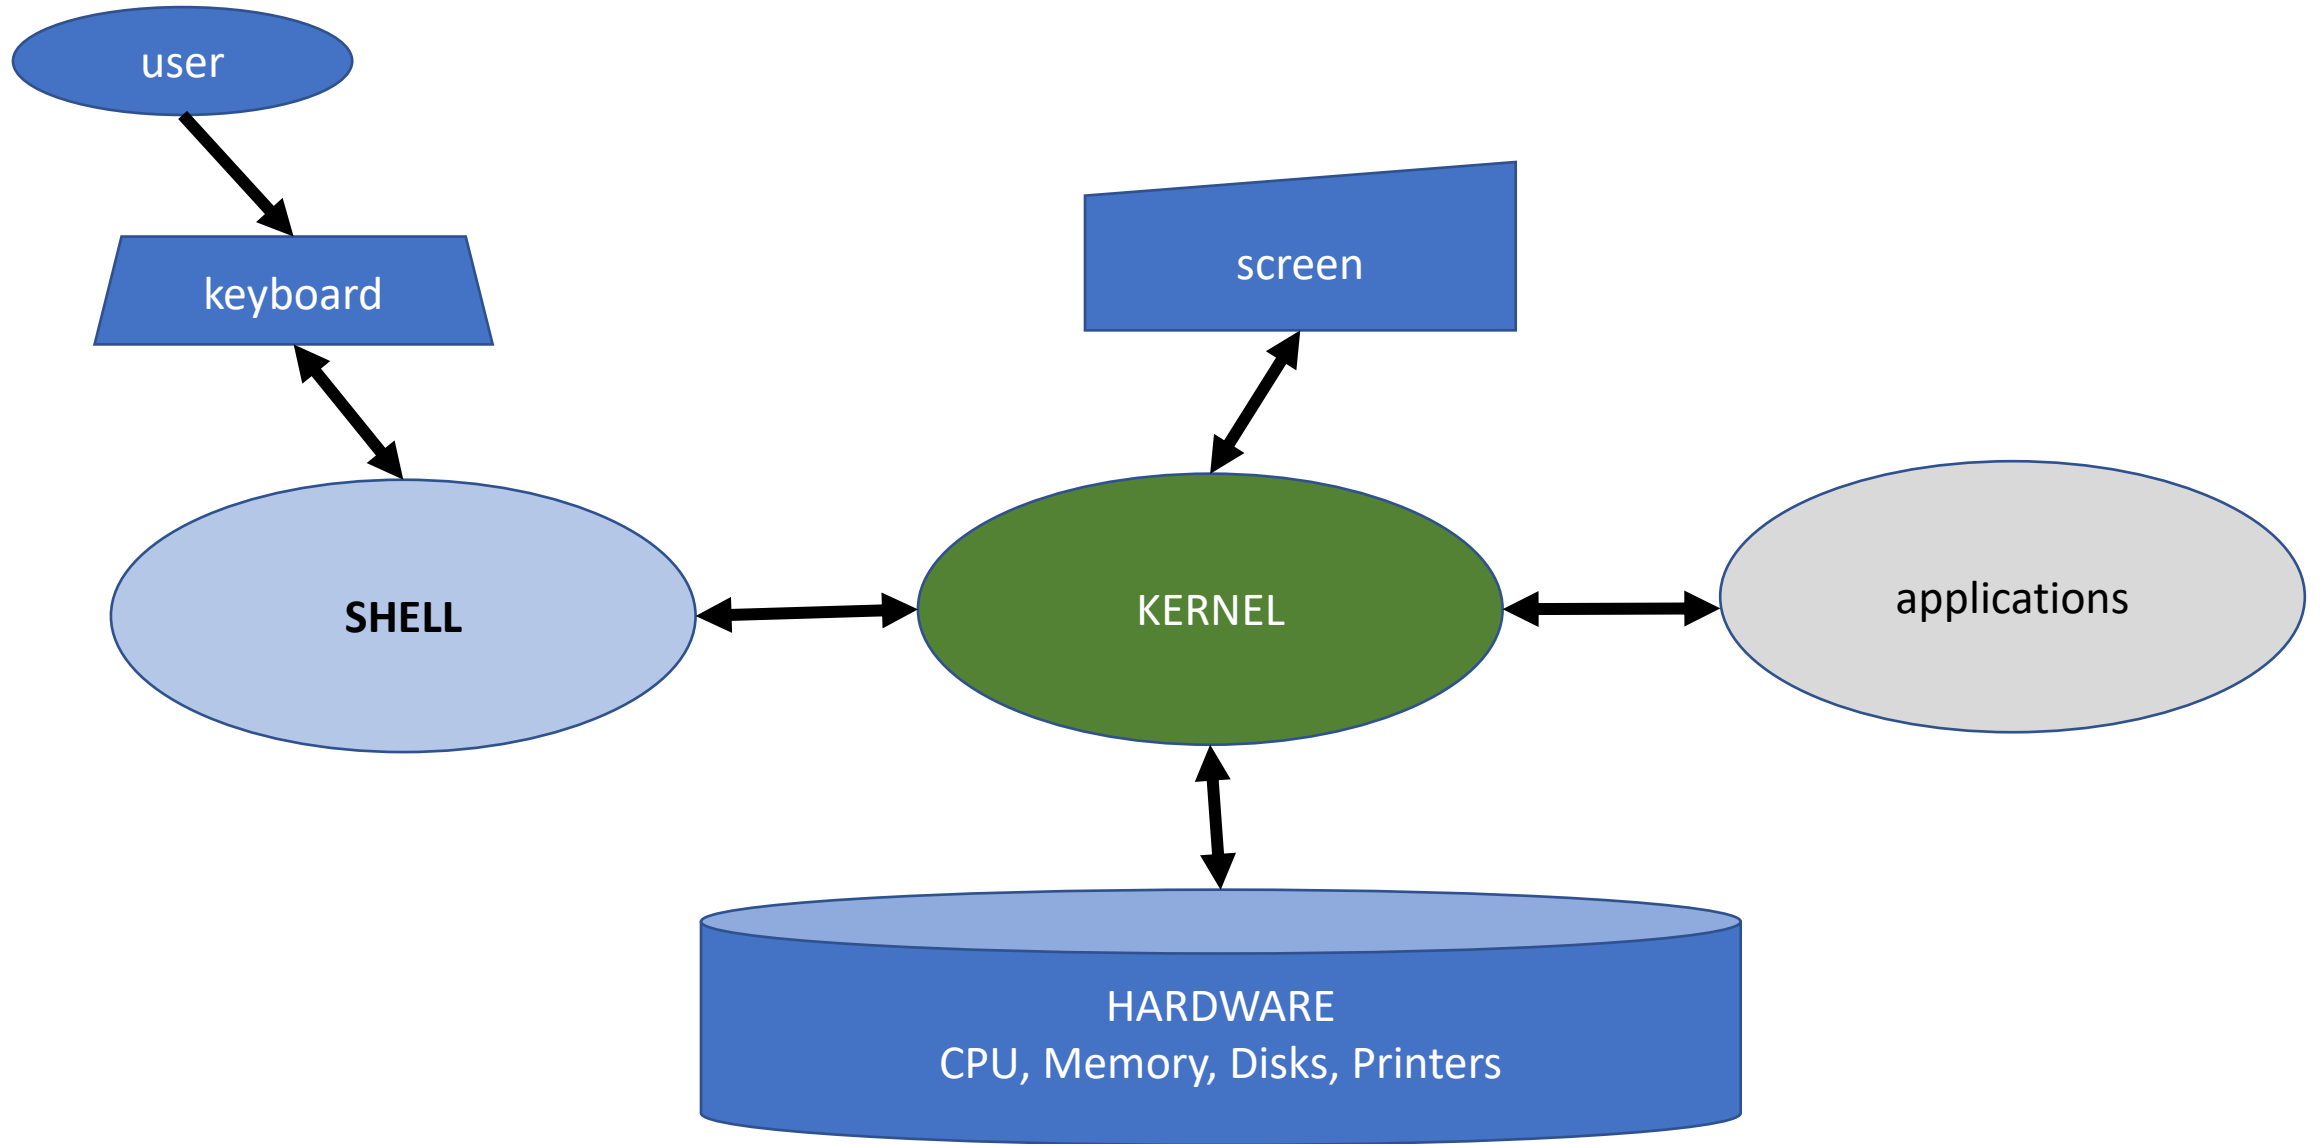 user
keyboard
screen
SHELL
KERNEL
applications
HARDWARE
CPU, Memory, Disks, Printers